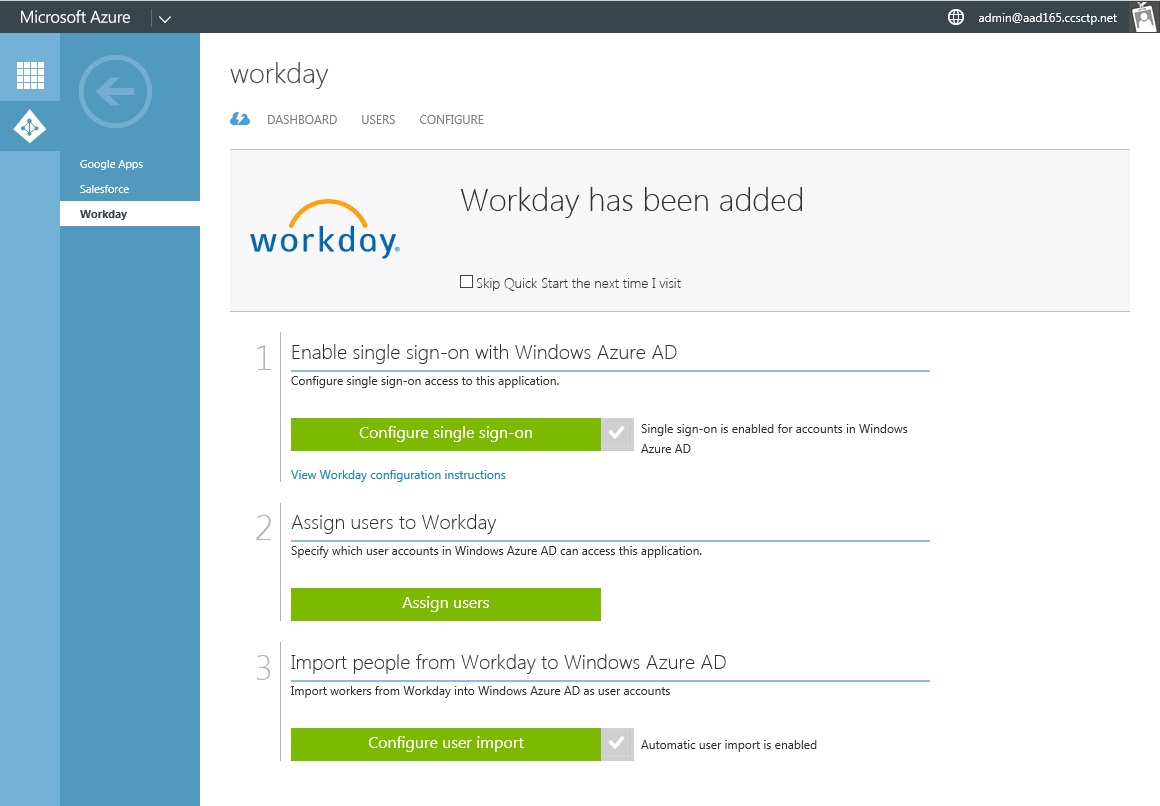 Microsoft Azure
admin@aad165.ccsctp.net
Google Apps
Salesforce
Workday
workday
DASHBOARD USERS CONFIGURE
workday®
Workday has been added
Skip Quick Start the next time I visit
1 Enable single sign-on with Windows Azure AD
Configure single sign-on access to this application.
Configure single sign-on
Single sign-on is enabled for accounts in Windows
Azure AD
View Workday configuration instructions
2 Assign users to Workday
Specify which user accounts in Windows Azure AD can access this application.
Assign users
3 Import people from Workday to Windows Azure AD
Import workers from Workday into Windows Azure AD as user accounts
Configure user import
Automatic user import is enabled